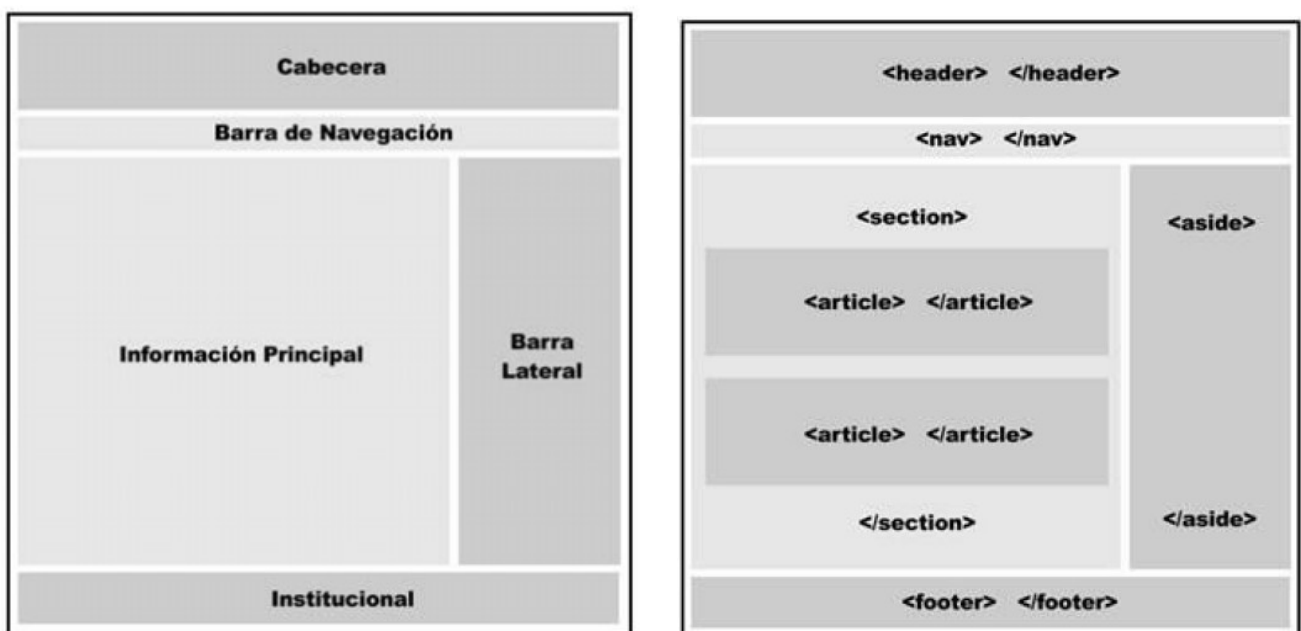 Cabecera
Barra de Navegación
Información Principal
Barra
Lateral
Institucional
<header> </header>
<nav> </nav>
<section>
<article> </article>
<article> </article>
</section>
<aside>
</aside>
<footer> </footer>